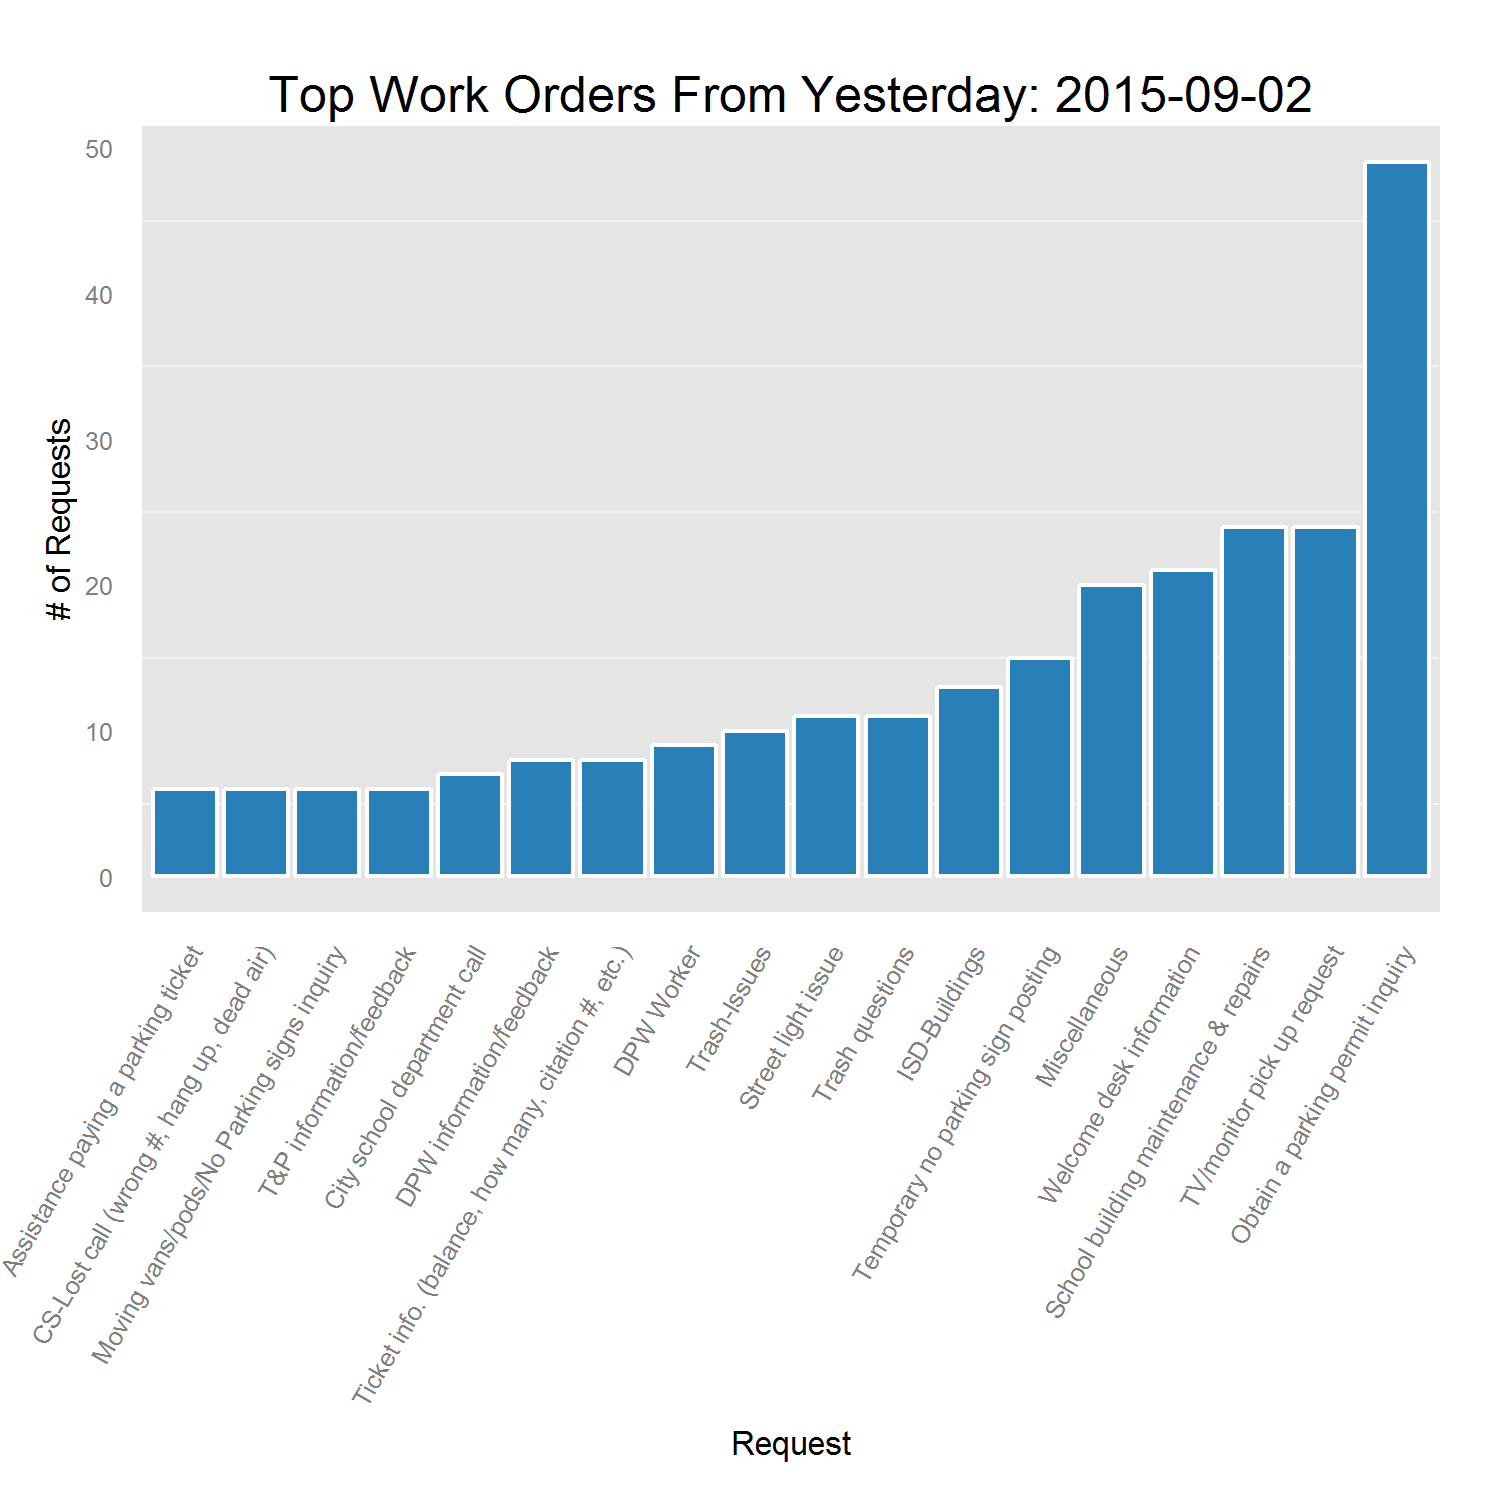 Top Work Orders From Yesterday: 2015-09-02
# of Requests
50
40
30
20
10
0
Assistance paying a parking ticket
CS-Lost call (wrong #, hang up, dead air)
Moving vans/pods/No Parking signs inquiry
T&P information/feedback
City school department call
DPW information/feedback
Ticket info. (balance, how many, citation #, etc.)
DPW Worker
Trash-Issues
Street light issue
Trash questions
ISD-Buildings
Temporary no parking sign posting
Miscellaneous
Welcome desk information
School building maintenance & repairs
TV/monitor pick up request
Obtain a parking permit inquiry
Request